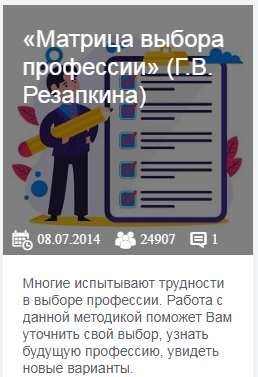 «Матрица выбора
профессии» (Г.В.
Резапкина)
08.07.2014 24907 1
Многие испытывают трудности
в выборе профессии. Работа с
данной методикой поможет Вам
уточнить свой выбор, узнать
будущую профессию, увидеть
новые варианты.